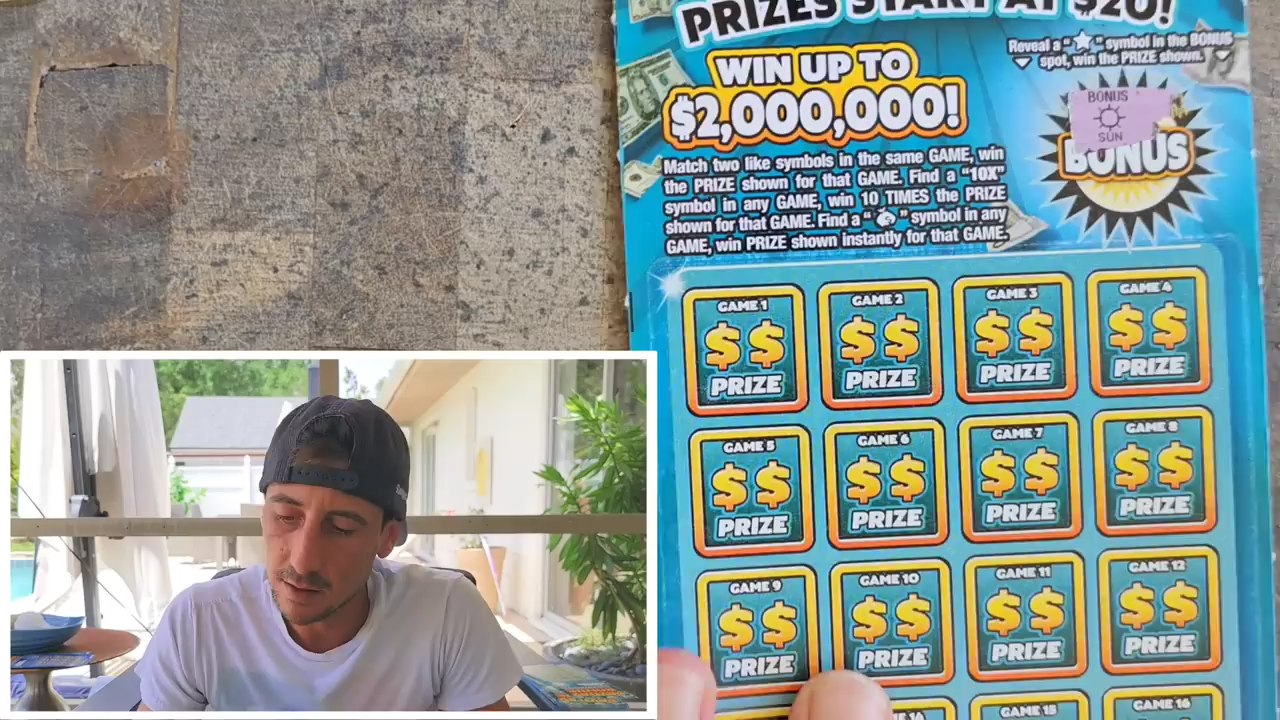 PRIZES START AT $20!
WIN UP TO
$2,000,000!
Match two like symbols in the same GAME, win
the PRIZE shown for that GAME. Find a "10X"
symbol in any GAME, win 10 TIMES the PRIZE
shown for that GAME. Find a " " symbol in any
GAME, win PRIZE shown instantly for that GAME.
Reveal a " " symbol in the BONUS
spot, win the PRIZE shown.
BONUS
SUN
BONUS
GAME 1
$$
PRIZE
GAME 2
$$
PRIZE
GAME 3
$$
PRIZE
GAME 4
$$
PRIZE
GAME 5
$$
PRIZE
GAME 6
$$
PRIZE
GAME 7
$$
PRIZE
GAME 8
$$
PRIZE
GAME 9
$$
PRIZE
GAME 10
$$
PRIZE
GAME 11
$$
PRIZE
GAME 12
$$
PRIZE
GAME 15
GAME 16